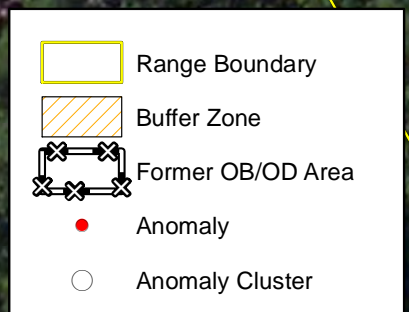 Range Boundary
Buffer Zone
Former OB/OD Area
Anomaly
Anomaly Cluster